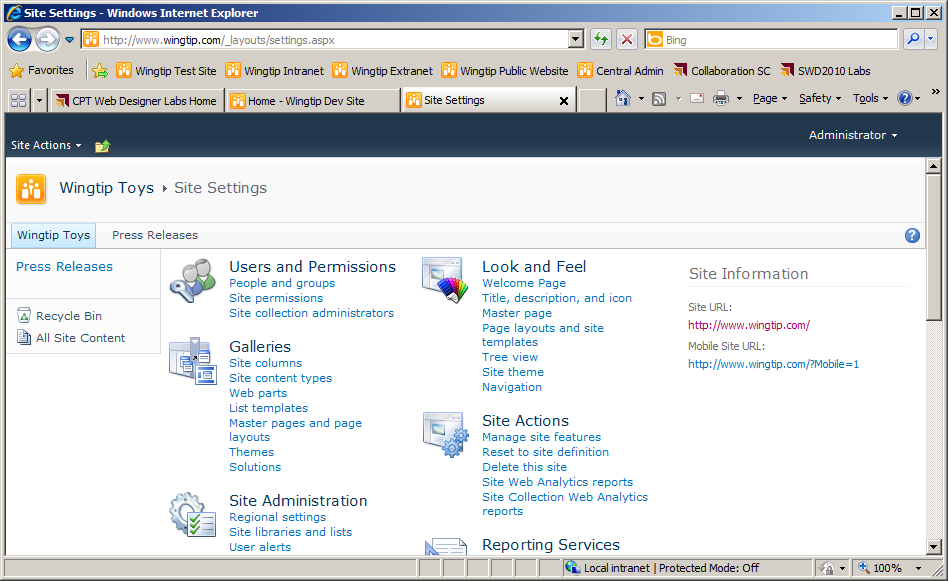 Site Settings - Windows Internet Explorer
http://www.wingtip.com/_layouts/settings.aspx
Bing
Favorites
Wingtip Test Site
Wingtip Intranet
Wingtip Extranet
Wingtip Public Website
Central Admin
Collaboration SC
SWD2010 Labs
CPT Web Designer Labs Home
Home - Wingtip Dev Site
Site Settings
Page
Safety
Tools
Administrator
Site Actions
Wingtip Toys
Site Settings
Wingtip Toys
Press Releases
Press Releases
Recycle Bin
All Site Content
Users and Permissions
People and groups
Site permissions
Site collection administrators
Galleries
Site columns
Site content types
Web parts
List templates
Master pages and page
layouts
Themes
Solutions
Site Administration
Regional settings
Site libraries and lists
User alerts
Look and Feel
Welcome Page
Title, description, and icon
Master page
Page layouts and site
templates
Tree view
Site theme
Navigation
Site Actions
Manage site features
Reset to site definition
Delete this site
Site Web Analytics reports
Site Collection Web Analytics
reports
Reporting Services
Site Information
Site URL:
http://www.wingtip.com/
Mobile Site URL:
http://www.wingtip.com/?Mobile=1
Local intranet | Protected Mode: Off
100%